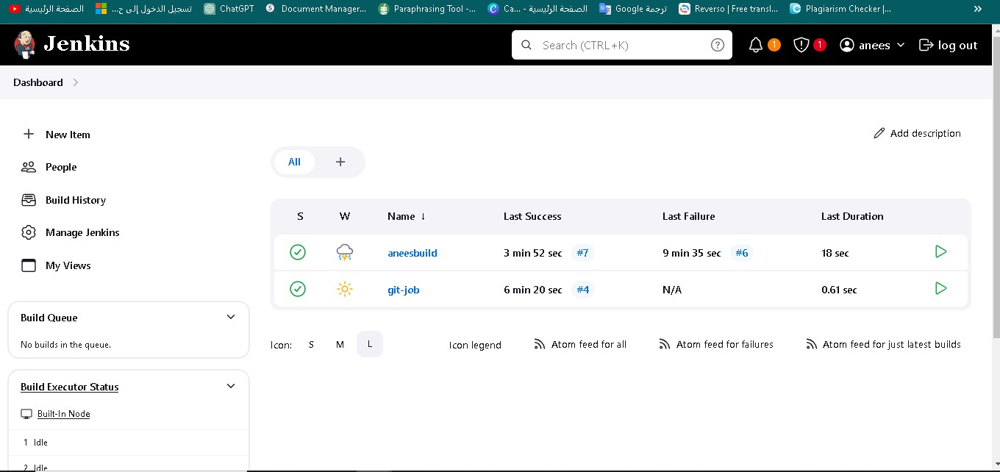 الصفحة الرئيسية
تسجيل الدخول إلى ح...
ChatGPT
Document Manager...
Paraphrasing Tool -...
الصفحة الرئيسية - Ca...
ترجمة Google
Reverso | Free transl...
Plagiarism Checker |...
»
Jenkins
Search (CTRL+K)
?
1
1
anees
log out
Dashboard
New Item
People
Build History
Manage Jenkins
My Views
Build Queue
No builds in the queue.
Build Executor Status
Built-In Node
1 Idle
2 Idle
Add description
All +
S W Name ↓ Last Success Last Failure Last Duration
aneesbuild 3 min 52 sec #7 9 min 35 sec #6 18 sec
git-job 6 min 20 sec #4 N/A 0.61 sec
Icon: S M L
Icon legend
Atom feed for all
Atom feed for failures
Atom feed for just latest builds